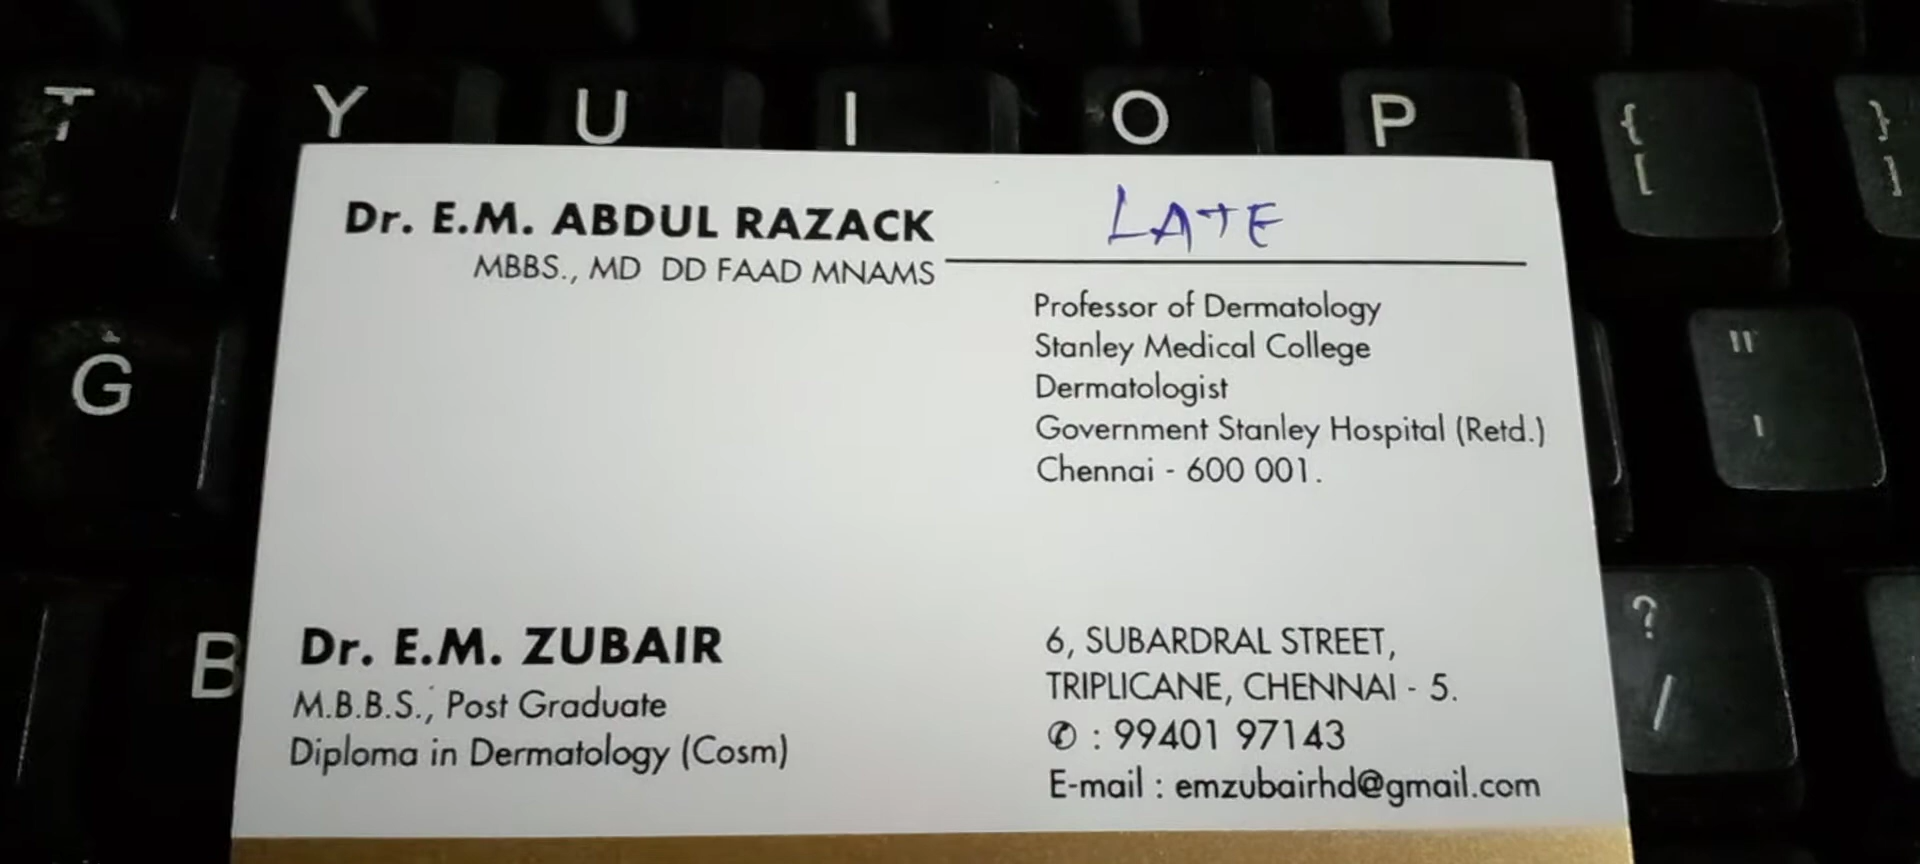 T Y U I O P { [ } ]
G " '
B ? /
Dr. E.M. ABDUL RAZACK
LATE
MBBS., MD DD FAAD MNAMS
Professor of Dermatology
Stanley Medical College
Dermatologist
Government Stanley Hospital (Retd.)
Chennai - 600 001.
Dr. E.M. ZUBAIR
M.B.B.S., Post Graduate
Diploma in Dermatology (Cosm)
6, SUBARDRAL STREET,
TRIPLICANE, CHENNAI - 5.
✆ : 99401 97143
E-mail : emzubairhd@gmail.com